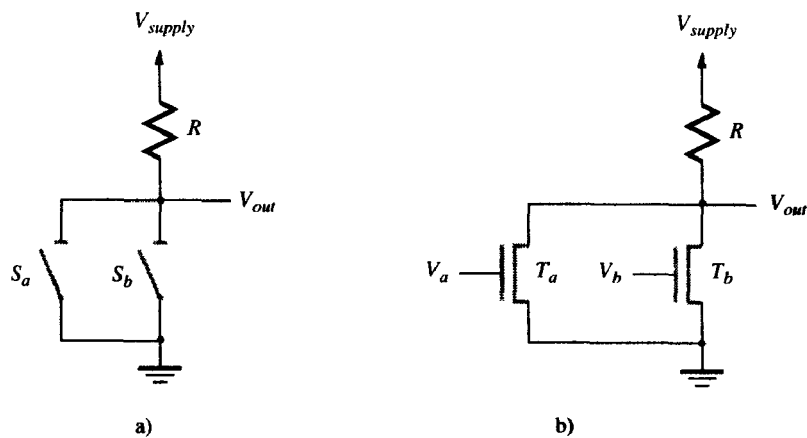 V_supply
R
V_out
S_a
S_b
a)
V_supply
R
V_out
V_a
T_a
V_b
T_b
b)